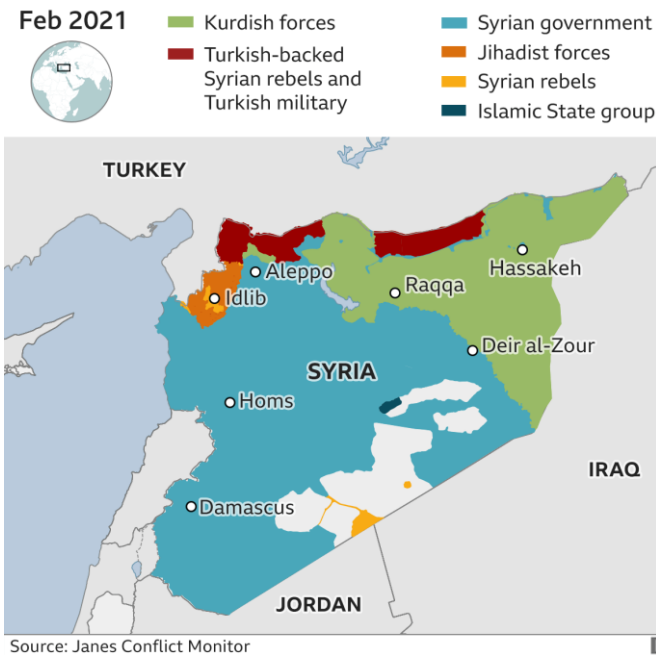 Feb 2021
Kurdish forces
Turkish-backed
Syrian rebels and
Turkish military
Syrian government
Jihadist forces
Syrian rebels
Islamic State group
TURKEY
Aleppo
Hassakeh
Idlib
Raqqa
Deir al-Zour
SYRIA
Homs
IRAQ
Damascus
JORDAN
Source: Janes Conflict Monitor